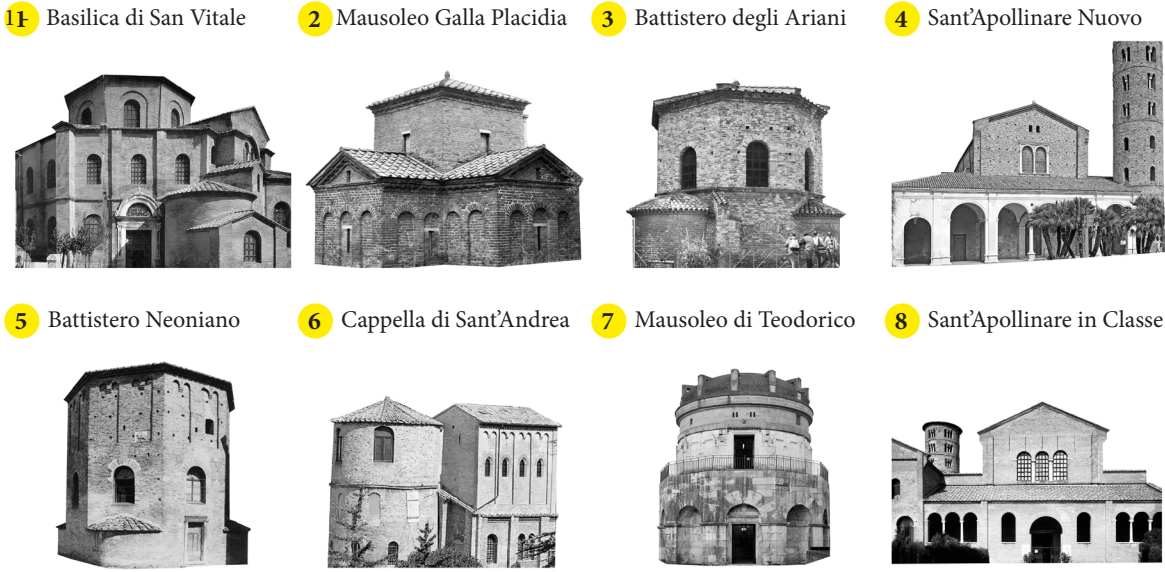 11 1 Basilica di San Vitale
2 Mausoleo Galla Placidia
3 Battistero degli Ariani
4 Sant'Apollinare Nuovo
5 Battistero Neoniano
6 Cappella di Sant'Andrea
7 Mausoleo di Teodorico
8 Sant'Apollinare in Classe